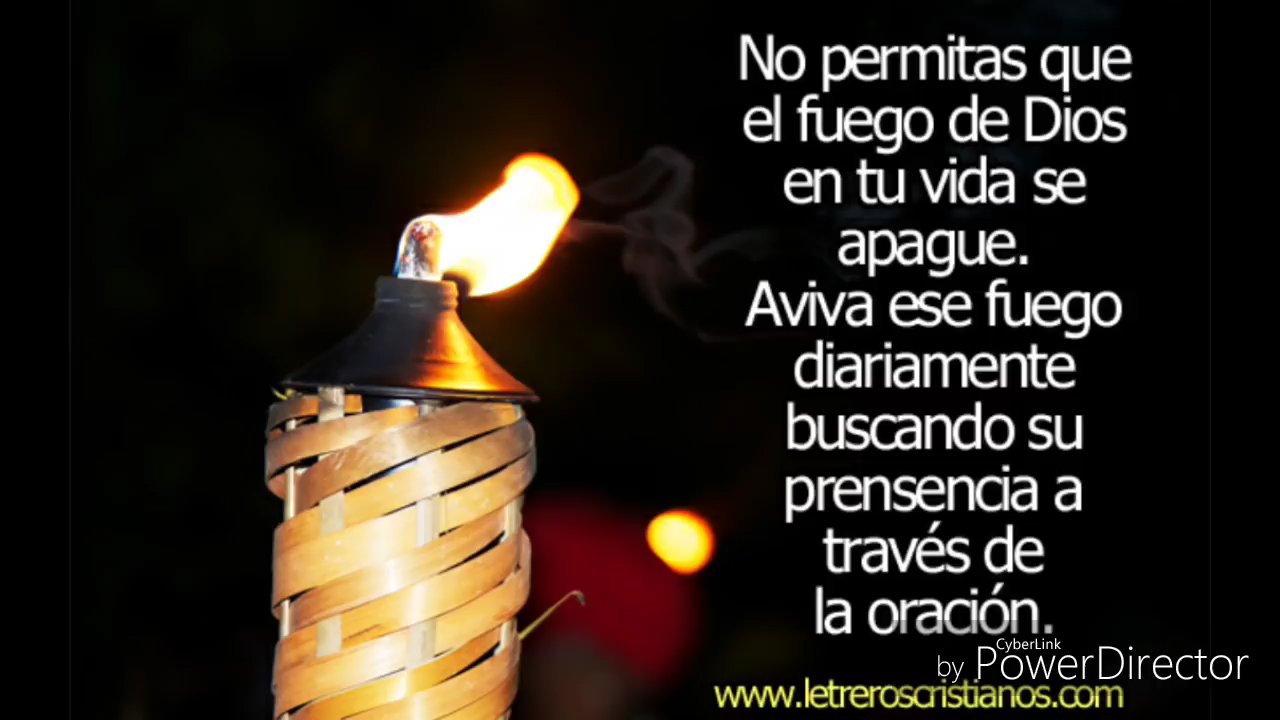 No permitas que
el fuego de Dios
en tu vida se
apague.
Aviva ese fuego
diariamente
buscando su
prensencia a
través de
la oración.
CyberLink
by PowerDirector
www.letreroscristianos.com